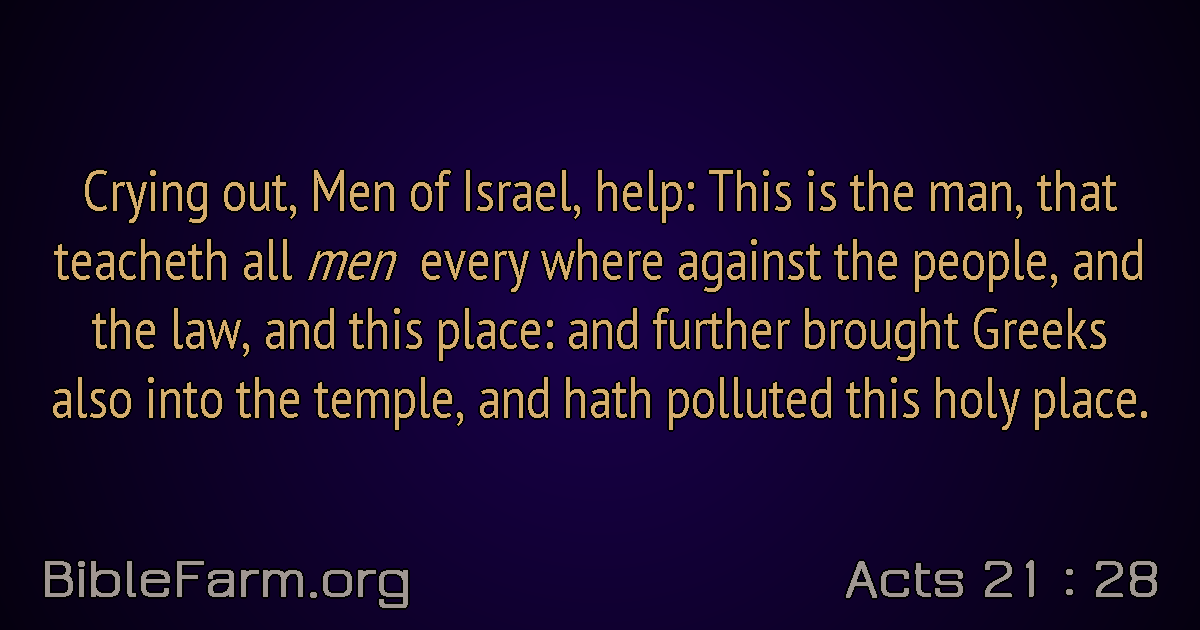 Crying out, Men of Israel, help: This is the man, that
teacheth all men every where against the people, and
the law, and this place: and further brought Greeks
also into the temple, and hath polluted this holy place.
BibleFarm.org
Acts 21 : 28